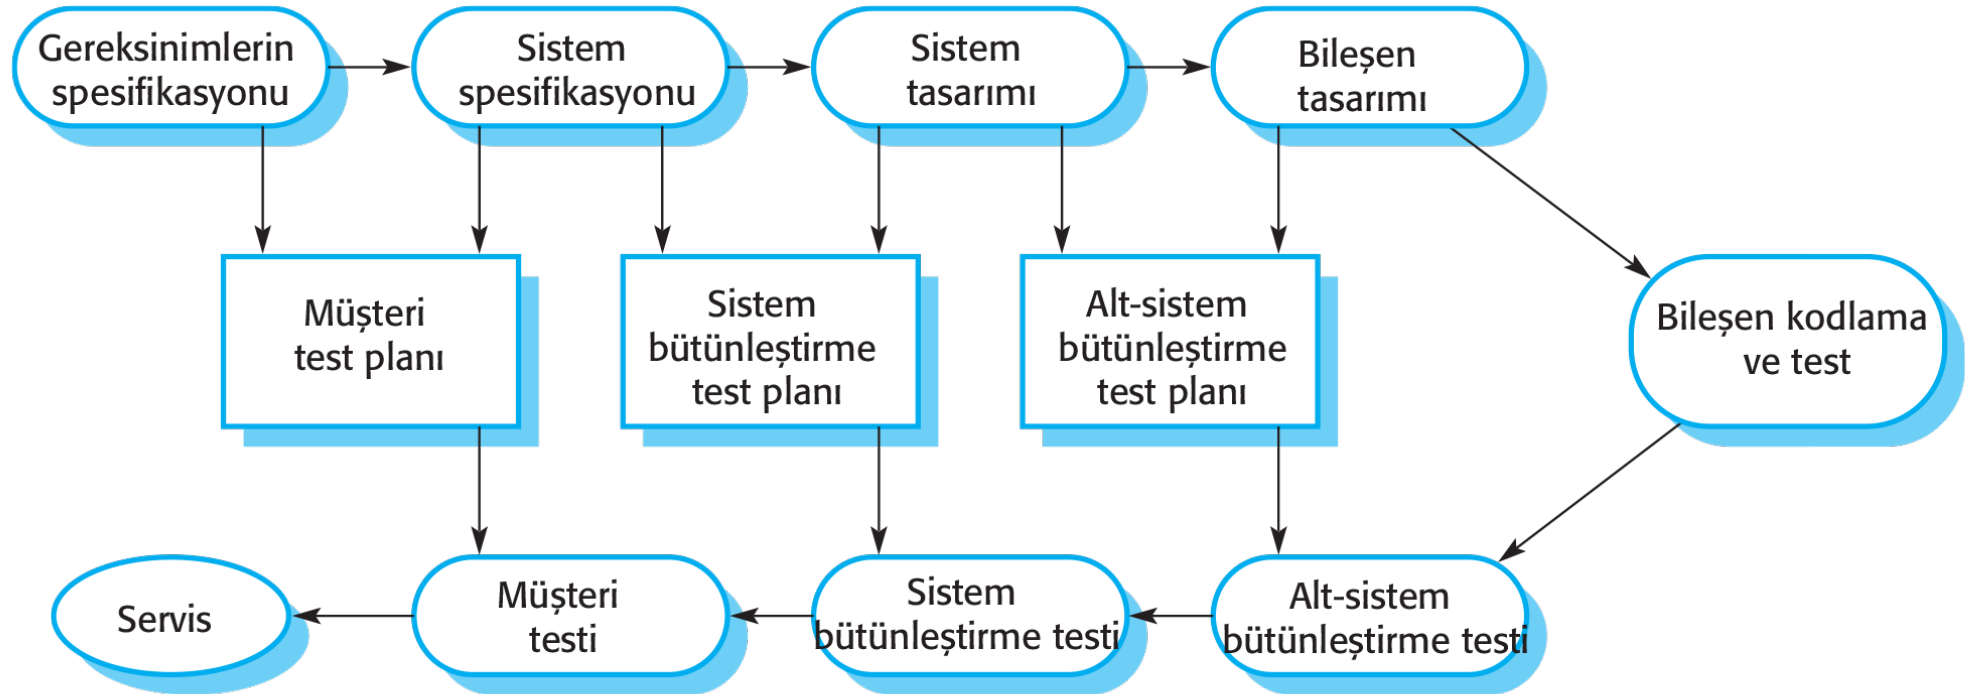 Gereksinimlerin
spesifikasyonu
Sistem
spesifikasyonu
Sistem
tasarımı
Bileşen
tasarımı
Müşteri
test planı
Sistem
bütünleştirme
test planı
Alt-sistem
bütünleştirme
test planı
Bileşen kodlama
ve test
Servis
Müşteri
testi
Sistem
bütünleştirme testi
Alt-sistem
bütünleştirme testi